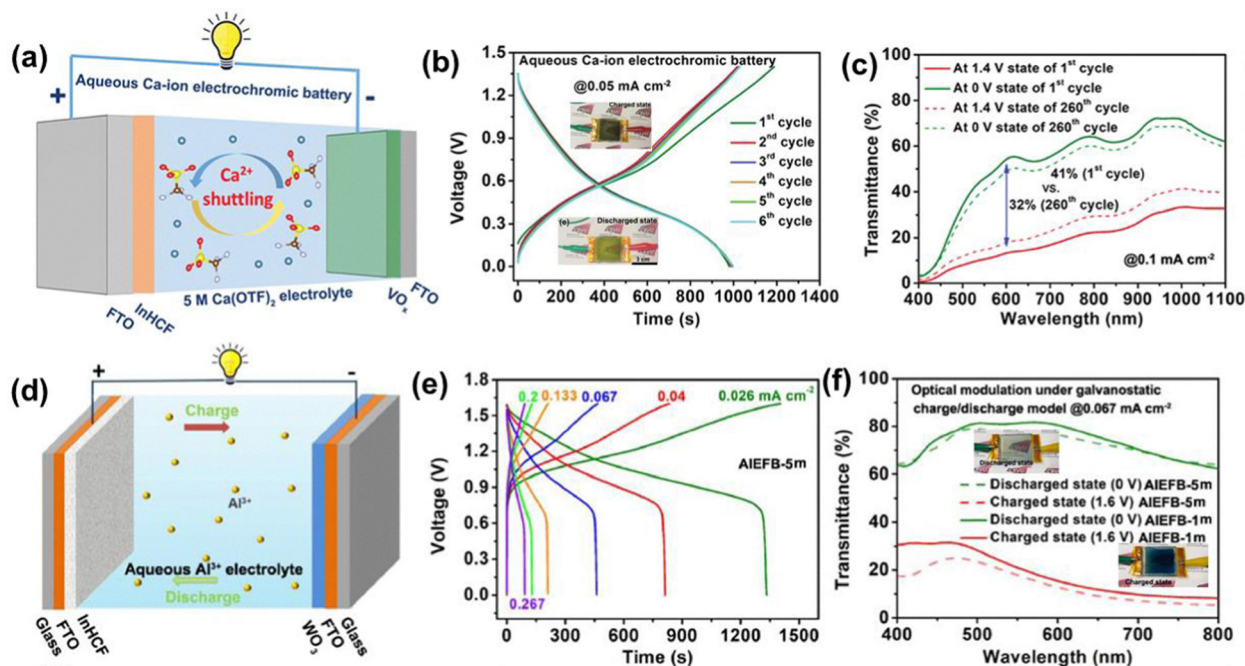 (a)
Aqueous Ca-ion electrochromic battery
+
-
Ca²⁺
shuttling
5 M Ca(OTF)₂ electrolyte
FTO
InHCF
VOₓ
FTO
(b)
Aqueous Ca-ion electrochromic battery
@0.05 mA cm⁻²
Charged state
1ˢᵗ cycle
2ⁿᵈ cycle
3ʳᵈ cycle
4ᵗʰ cycle
5ᵗʰ cycle
6ᵗʰ cycle
(e)
Discharged state
1 cm
Voltage (V)
1.5
1.2
0.9
0.6
0.3
0.0
0 200 400 600 800 1000 1200 1400
Time (s)
(c)
At 1.4 V state of 1ˢᵗ cycle
At 0 V state of 1ˢᵗ cycle
At 1.4 V state of 260ᵗʰ cycle
At 0 V state of 260ᵗʰ cycle
41% (1ˢᵗ cycle)
vs.
32% (260ᵗʰ cycle)
@0.1 mA cm⁻²
Transmittance (%)
100
80
60
40
20
0
400 500 600 700 800 900 1000 1100
Wavelength (nm)
(d)
+
-
Charge
Al³⁺
Aqueous Al³⁺ electrolyte
Discharge
Glass
FTO
InHCF
WO₃
FTO
Glass
(e)
0.2
0.133
0.067
0.04
0.026 mA cm⁻²
AIEFB-5m
0.267
Voltage (V)
1.8
1.5
1.2
0.9
0.6
0.3
0.0
0 300 600 900 1200 1500
Time (s)
(f)
Optical modulation under galvanostatic
charge/discharge model @0.067 mA cm⁻²
Discharged state
Discharged state (0 V) AIEFB-5m
Charged state (1.6 V) AIEFB-5m
Discharged state (0 V) AIEFB-1m
Charged state (1.6 V) AIEFB-1m
Charged state
Transmittance (%)
100
80
60
40
20
0
400 500 600 700 800
Wavelength (nm)